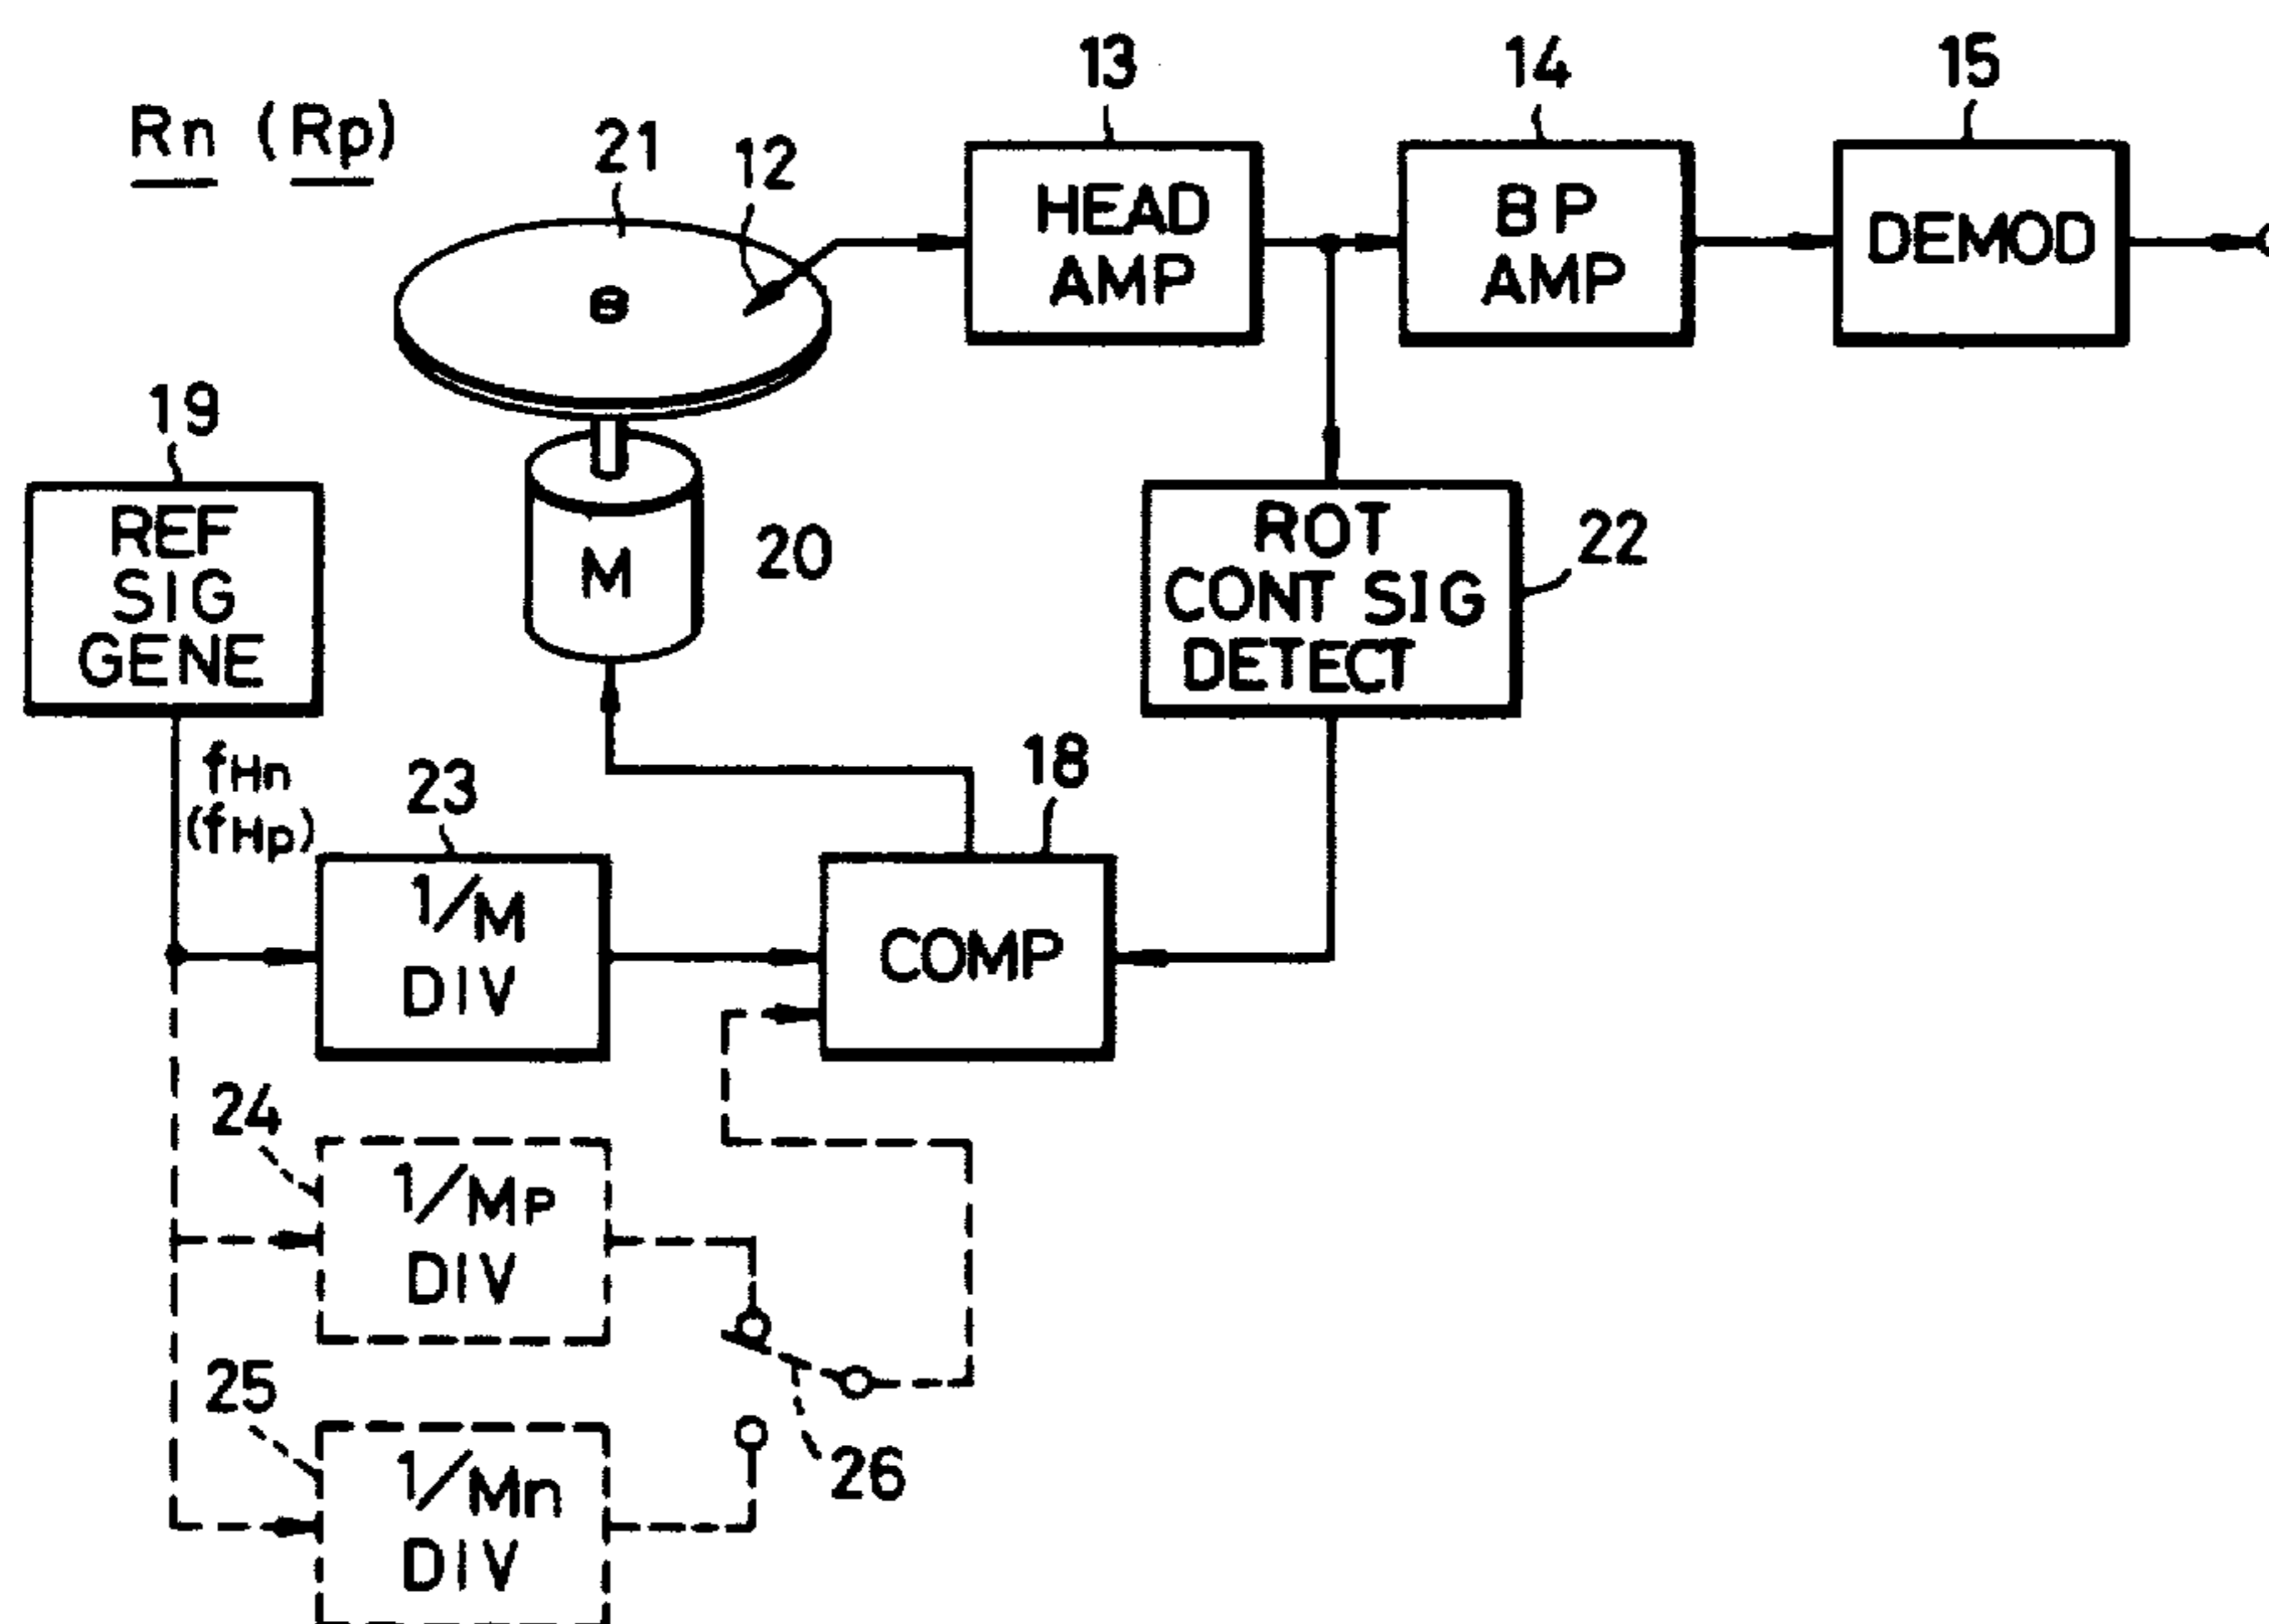 Rn (Rp)
21
12
13
HEAD
AMP
14
BP
AMP
15
DEMOD
19
REF
SIG
GENE
M
20
ROT
CONT SIG
DETECT
22
fHn
(fHp)
23
1/M
DIV
18
COMP
24
1/MP
DIV
25
1/Mn
DIV
26